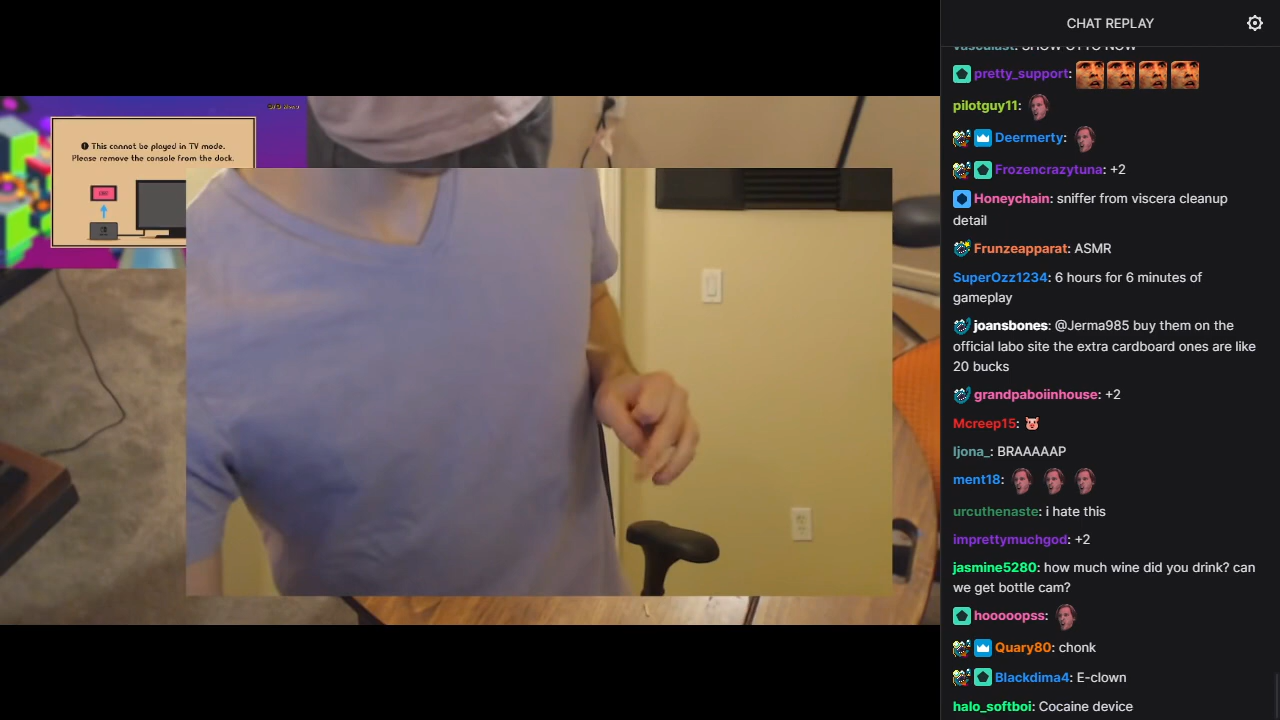 CHAT REPLAY
vasculast: SHOW OTTO NOW
pretty_support:
pilotguy11:
Deermerty:
Frozencrazytuna: +2
Honeychain: sniffer from viscera cleanup
detail
Frunzeapparat: ASMR
SuperOzz1234: 6 hours for 6 minutes of
gameplay
joansbones: @Jerma985 buy them on the
official labo site the extra cardboard ones are like
20 bucks
grandpaboiinhouse: +2
Mcreep15: 🐷
ljona_: BRAAAAAP
ment18:
urcuthenaste: i hate this
imprettymuchgod: +2
jasmine5280: how much wine did you drink? can
we get bottle cam?
hooooopss:
Quary80: chonk
Blackdima4: E-clown
halo_softboi: Cocaine device
This cannot be played in TV mode.
Please remove the console from the dock.